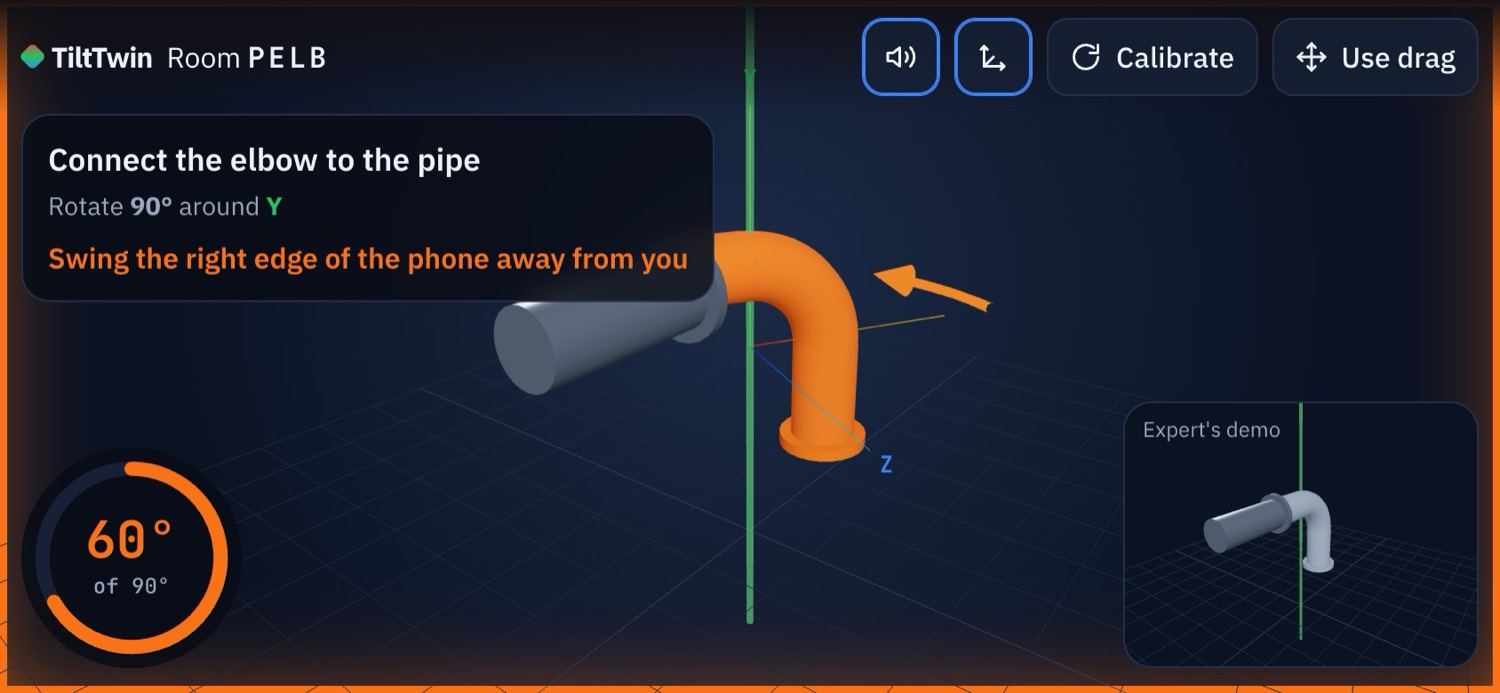 TiltTwin Room PELB
Calibrate
Use drag
Connect the elbow to the pipe
Rotate 90° around Y
Swing the right edge of the phone away from you
Z
Expert's demo
60°
of 90°